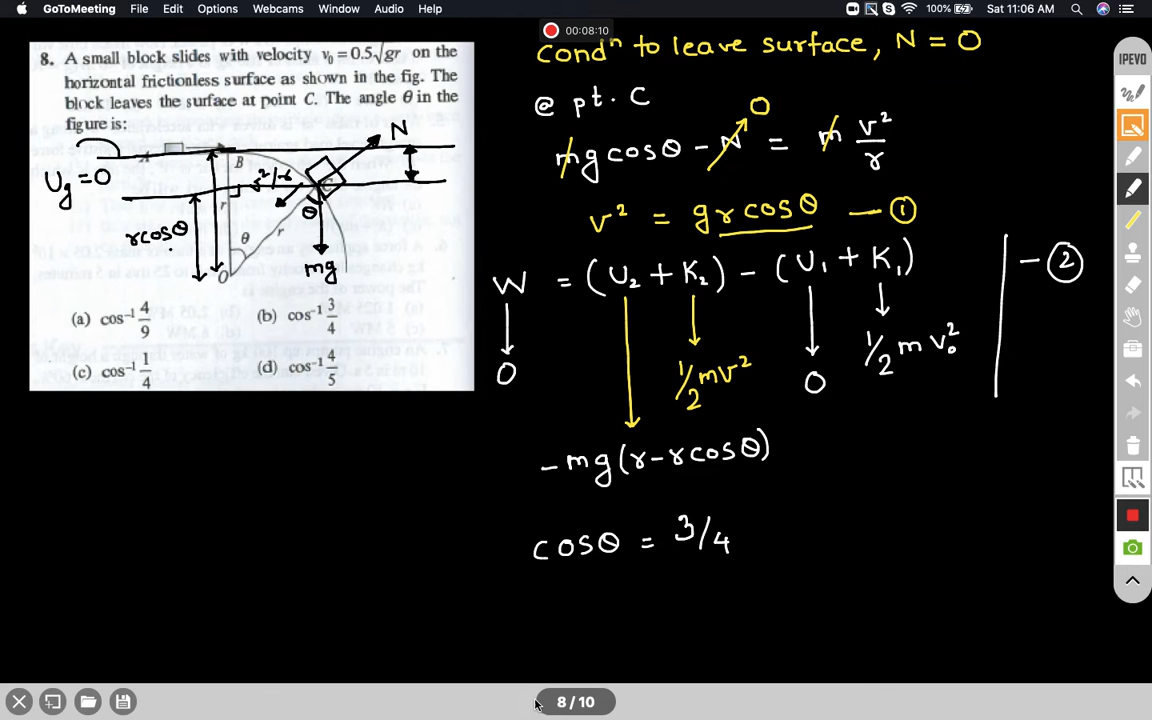 GoToMeeting File Edit Options Webcams Window Audio Help
100% Sat 11:06 AM
00:08:10
IPEVO
8. A small block slides with velocity v₀ = 0.5√gr on the
horizontal frictionless surface as shown in the fig. The
block leaves the surface at point C. The angle θ in the
figure is:
A
B
N
C
Ug = 0
v²/r
r
θ
rcosθ
θ
r
O
mg
(a) cos⁻¹ 4/9
(b) cos⁻¹ 3/4
(c) cos⁻¹ 1/4
(d) cos⁻¹ 4/5
condⁿ to leave surface, N = 0
@ pt. C
mg cosθ - N = m v²/r
0
v² = g r cosθ — ①
W = (U₂ + K₂) - (U₁ + K₁) — ②
0
½ mv²
0
½ m v₀²
- mg(r - r cosθ)
cosθ = 3/4
8 / 10